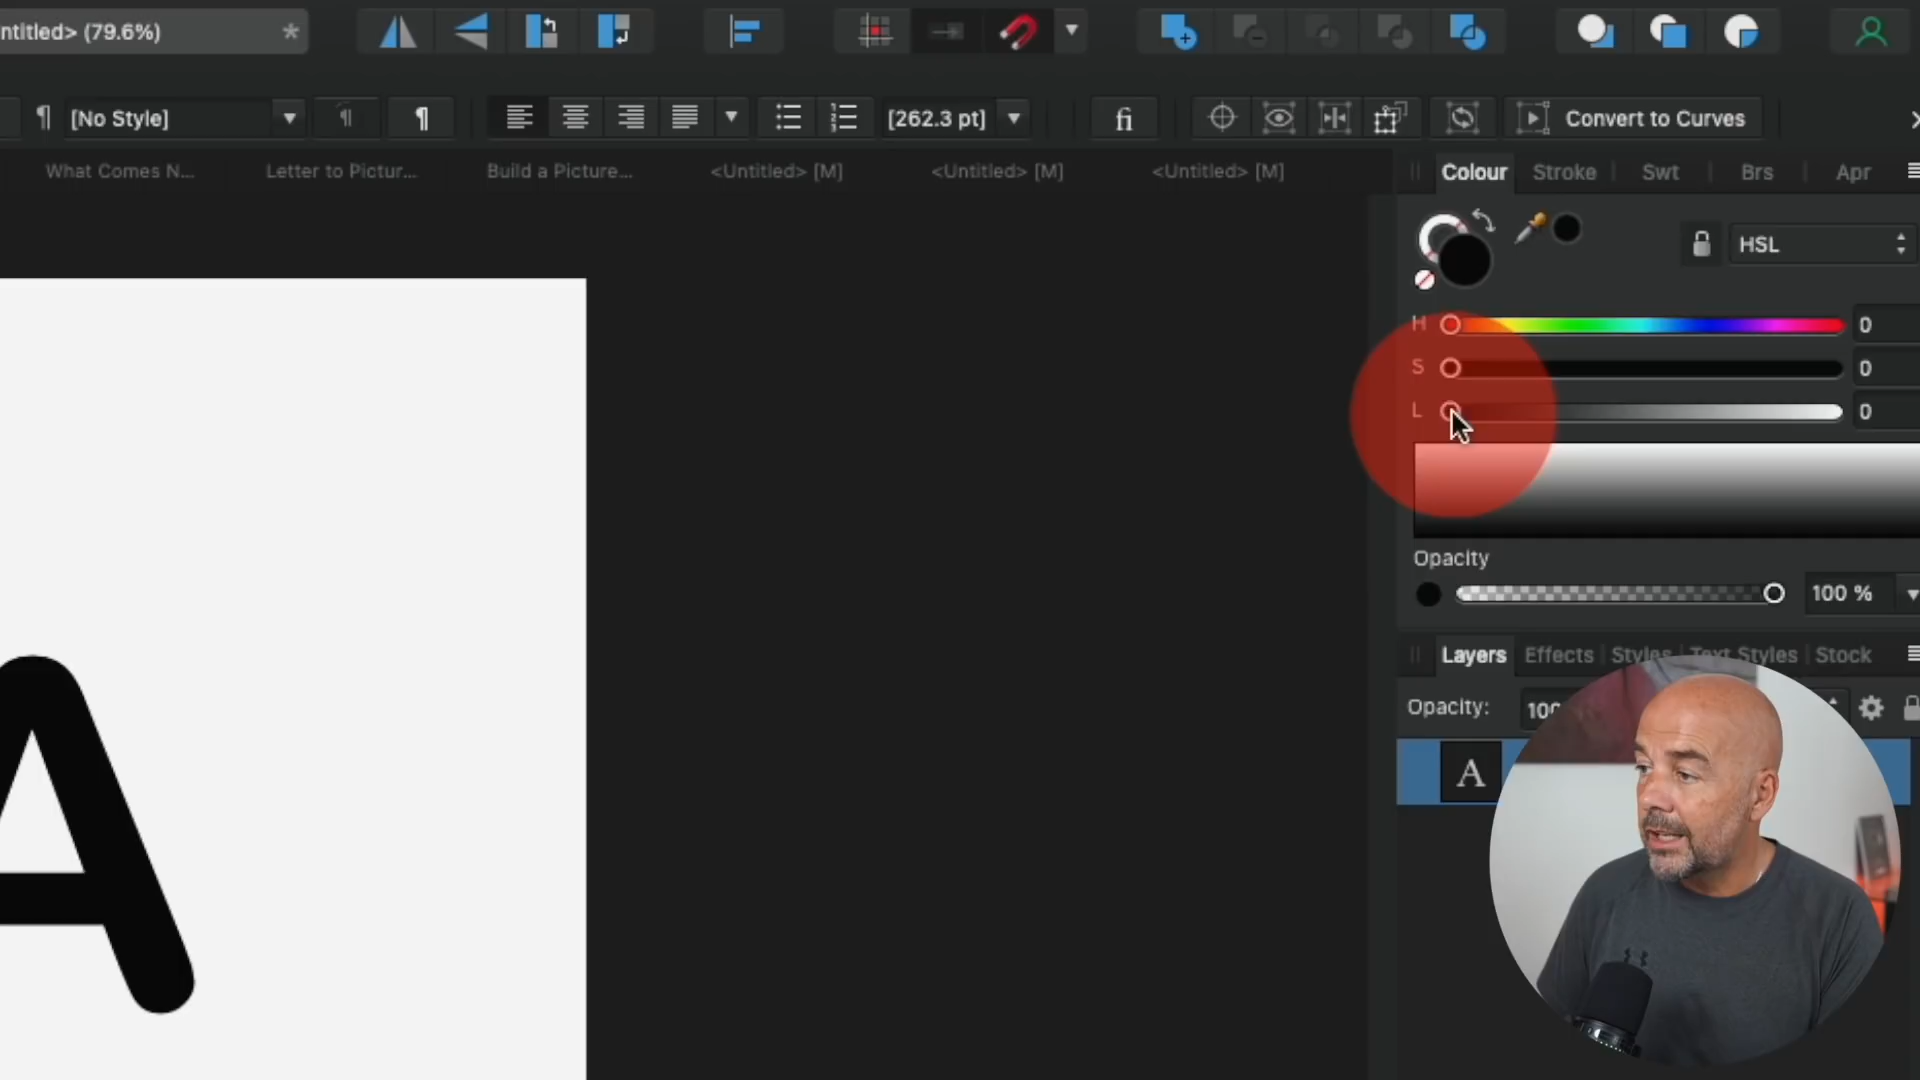 ntitled> (79.6%) *
[No Style]
[262.3 pt]
fi
Convert to Curves
What Comes N...
Letter to Pictur...
Build a Picture...
<Untitled> [M]
<Untitled> [M]
<Untitled> [M]
Colour
Stroke
Swt
Brs
Apr
HSL
H
0
S
0
L
0
Opacity
100 %
Layers
Effects
Styles
Text Styles
Stock
Opacity:
100
A
A